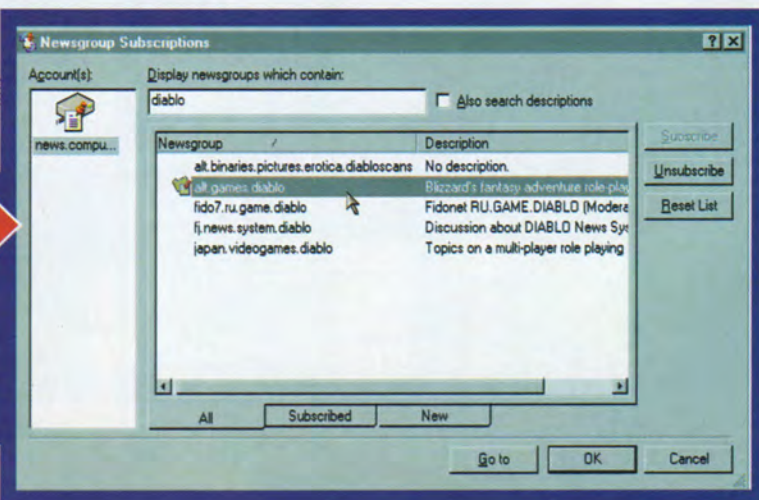 Newsgroup Subscriptions
Account(s):
Display newsgroups which contain:
diablo
Also search descriptions
news.compu...
Newsgroup / Description
alt.binaries.pictures.erotica.diabloscans No description.
alt.games.diablo Blizzard's fantasy adventure role-play
fido7.ru.game.diablo Fidonet RU.GAME.DIABLO (Modera
fj.news.system.diablo Discussion about DIABLO News Sys
japan.videogames.diablo Topics on a multi-player role playing
Subscribe
Unsubscribe
Reset List
All Subscribed New
Go to OK Cancel